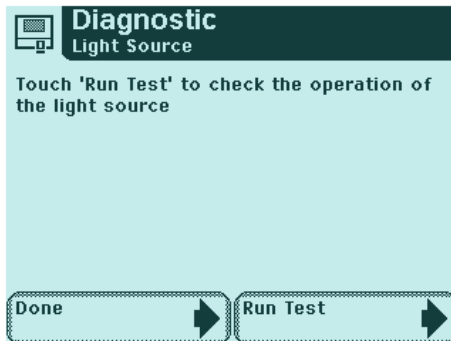 Diagnostic
Light Source
Touch 'Run Test' to check the operation of
the light source
Done
Run Test